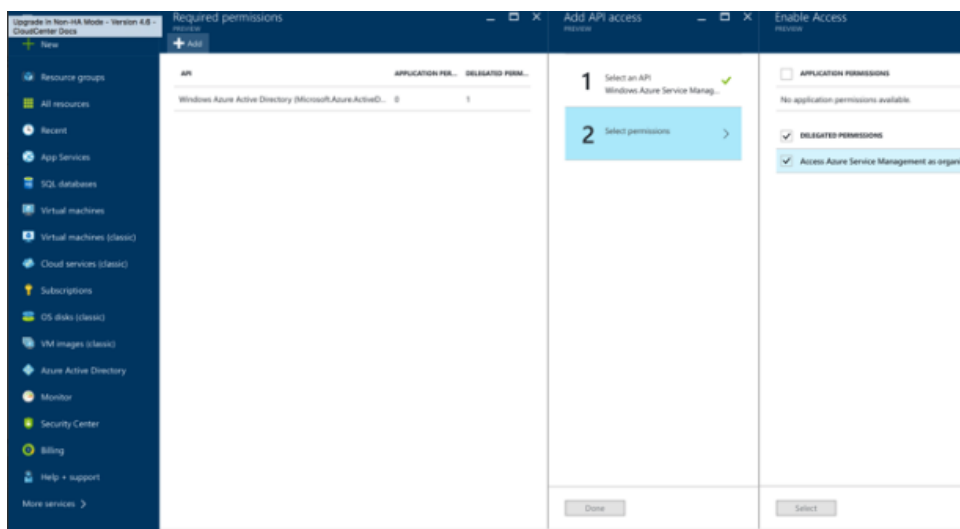 Upgrade in Non-HA Mode - Version 4.8 -
CloudCenter Docs
New
Resource groups
All resources
Recent
App Services
SQL databases
Virtual machines
Virtual machines (classic)
Cloud services (classic)
Subscriptions
OS disks (classic)
VM images (classic)
Azure Active Directory
Monitor
Security Center
Billing
Help + support
More services
Required permissions
PREVIEW
Add
API APPLICATION PER... DELEGATED PERM...
Windows Azure Active Directory (Microsoft.Azure.ActiveD... 0 1
Add API access
PREVIEW
1 Select an API
Windows Azure Service Manag...
2 Select permissions
Done
Enable Access
PREVIEW
APPLICATION PERMISSIONS
No application permissions available.
DELEGATED PERMISSIONS
Access Azure Service Management as organi
Select